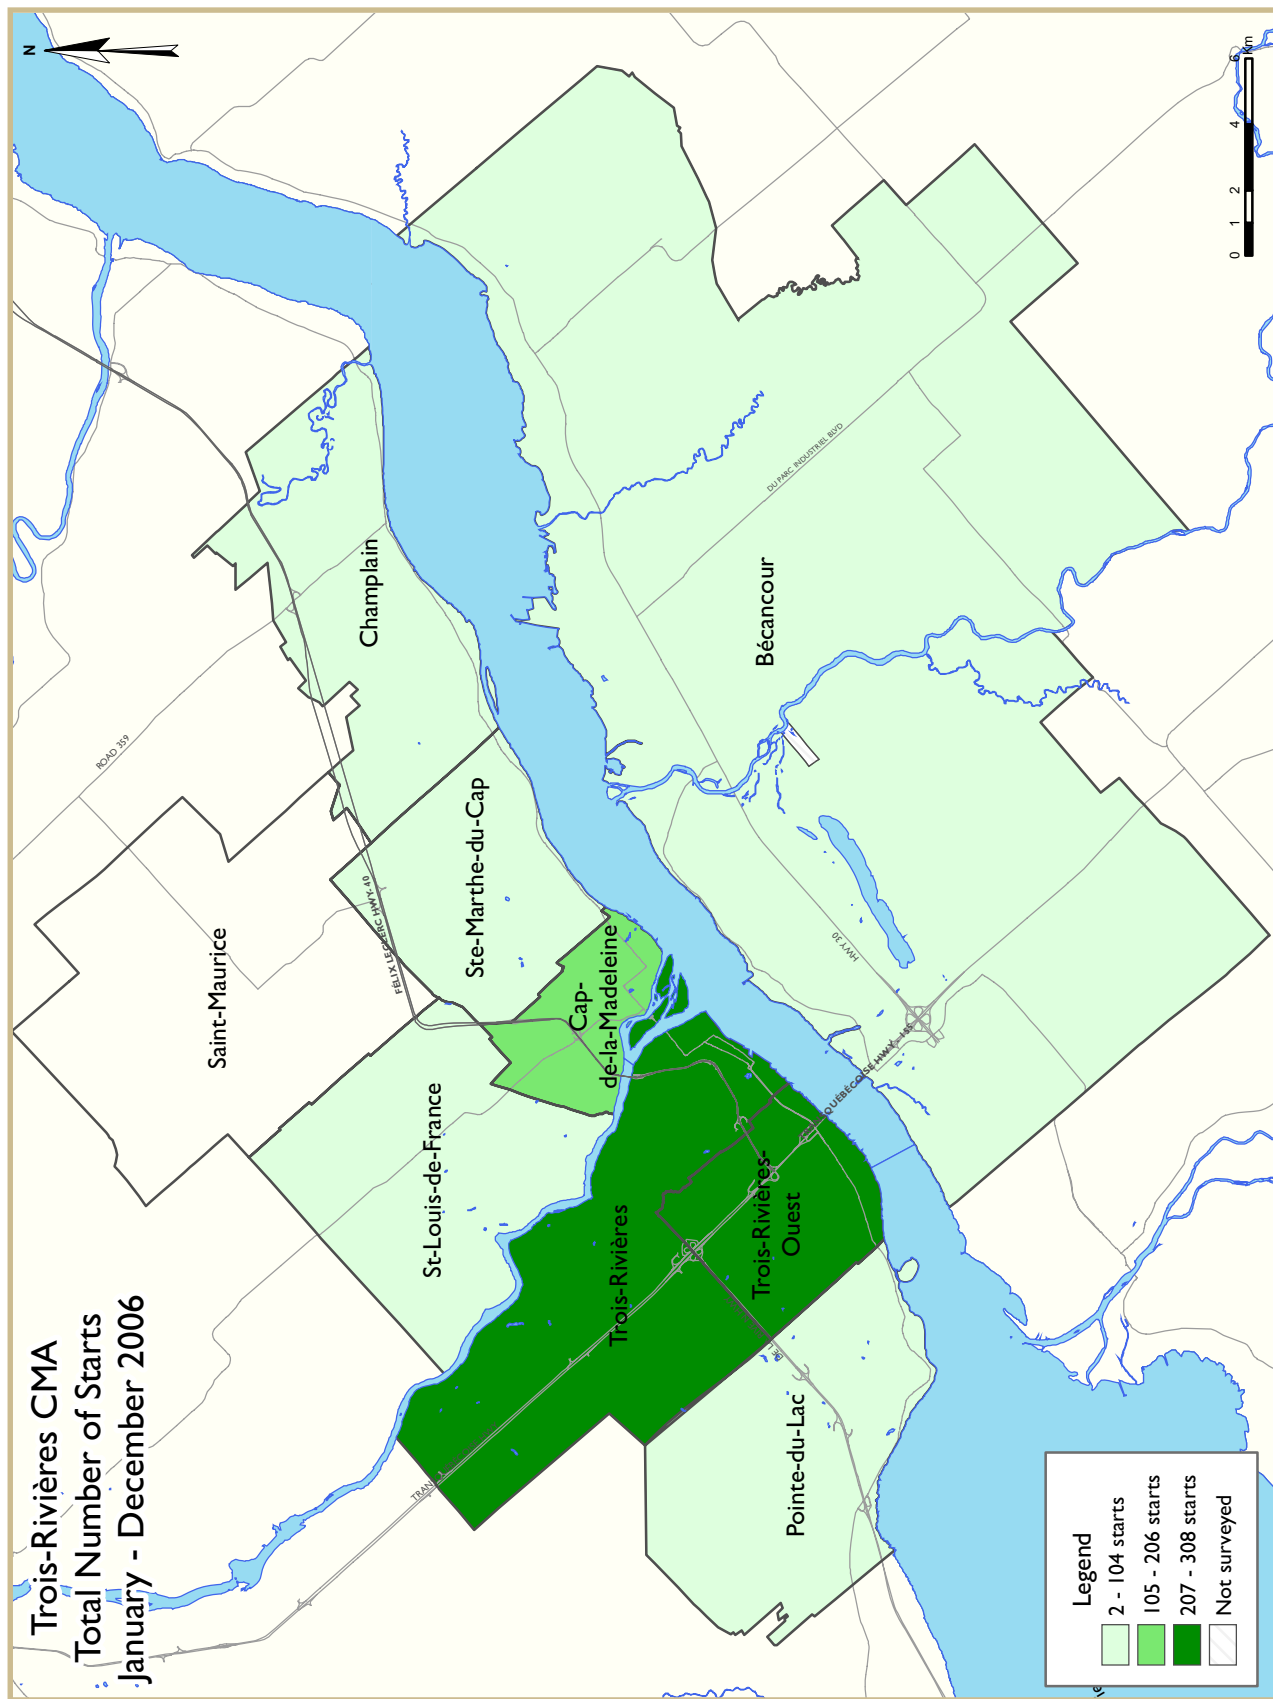 Trois-Rivières CMA
Total Number of Starts
January - December 2006
N
ROAD 359
Saint-Maurice
FÉLIX LECLERC HWY-40
Champlain
Ste-Marthe-du-Cap
Cap-
de-la-Madeleine
St-Louis-de-France
Trois-Rivières
Trois-Rivières-
Ouest
Pointe-du-Lac
TRAN
DE L
QUÉBÉCOISE HWY - 155
HWY 30
Bécancour
DU PARC INDUSTRIEL BLVD
Legend
2 - 104 starts
105 - 206 starts
207 - 308 starts
Not surveyed
0 1 2 4 6
Km